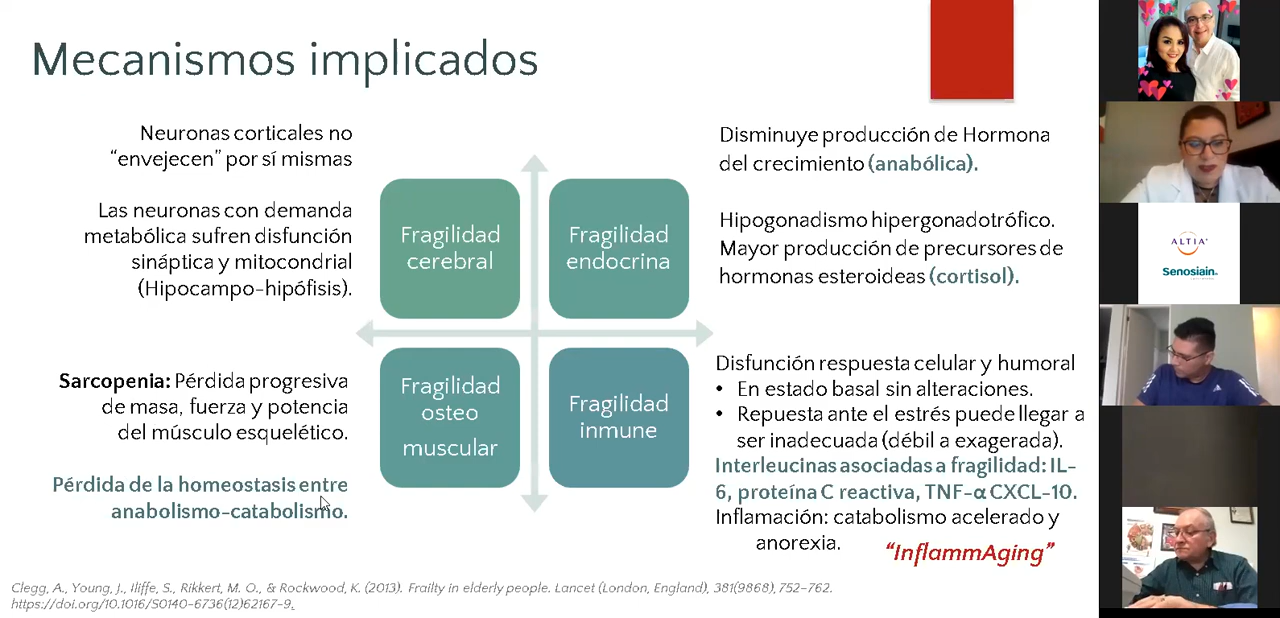 Mecanismos implicados
Neuronas corticales no
“envejecen” por sí mismas
Las neuronas con demanda
metabólica sufren disfunción
sináptica y mitocondrial
(Hipocampo-hipófisis).
Fragilidad
cerebral
Fragilidad
endocrina
Disminuye producción de Hormona
del crecimiento (anabólica).
Hipogonadismo hipergonadotrófico.
Mayor producción de precursores de
hormonas esteroideas (cortisol).
Sarcopenia: Pérdida progresiva
de masa, fuerza y potencia
del músculo esquelético.
Pérdida de la homeostasis entre
anabolismo-catabolismo.
Fragilidad
osteo
muscular
Fragilidad
inmune
Disfunción respuesta celular y humoral
• En estado basal sin alteraciones.
• Repuesta ante el estrés puede llegar a
ser inadecuada (débil a exagerada).
Interleucinas asociadas a fragilidad: IL-
6, proteína C reactiva, TNF-α CXCL-10.
Inflamación: catabolismo acelerado y
anorexia.
“InflammAging”
Clegg, A., Young, J., Iliffe, S., Rikkert, M. O., & Rockwood, K. (2013). Frailty in elderly people. Lancet (London, England), 381(9868), 752–762.
https://doi.org/10.1016/S0140-6736(12)62167-9.
ALTIA
Senosiain